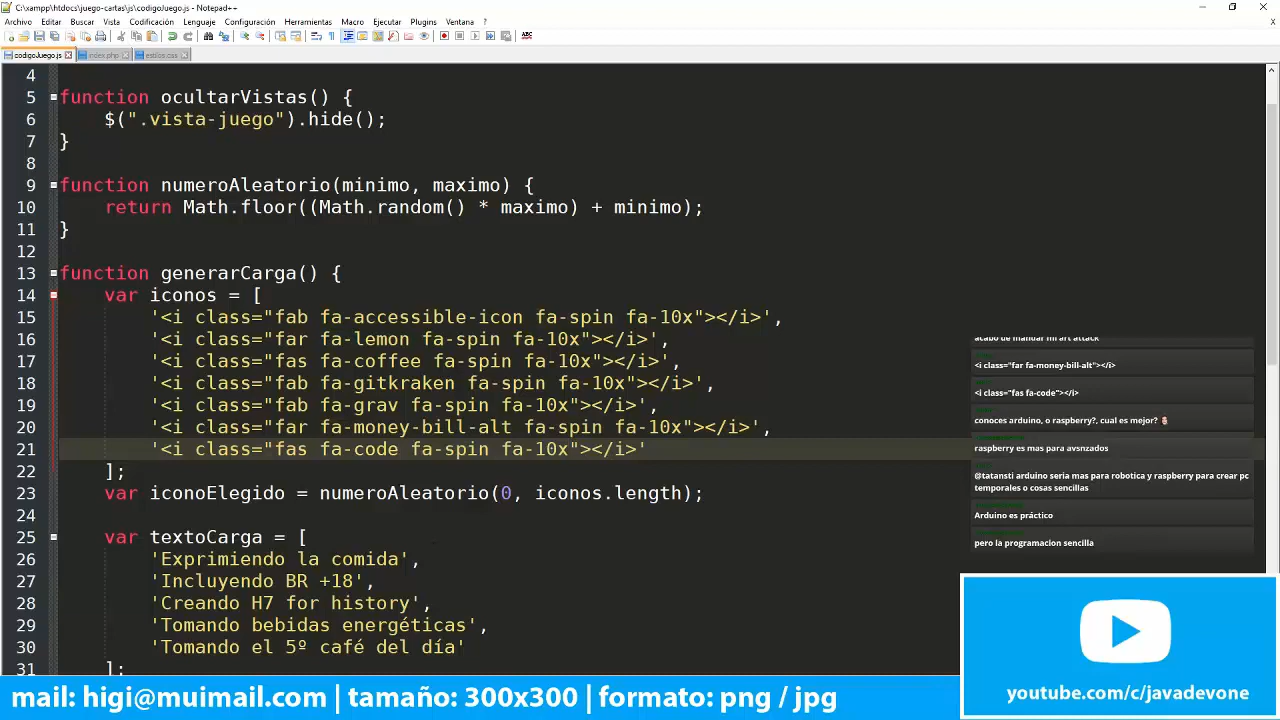 C:\xampp\htdocs\juego-cartas\js\codigoJuego.js - Notepad++
Archivo Editar Buscar Vista Codificación Lenguaje Configuración Herramientas Macro Ejecutar Plugins Ventana ?
codigoJuego.js index.php estilos.css
4
5 function ocultarVistas() {
6 $(".vista-juego").hide();
7 }
8
9 function numeroAleatorio(minimo, maximo) {
10 return Math.floor((Math.random() * maximo) + minimo);
11 }
12
13 function generarCarga() {
14 var iconos = [
15 '<i class="fab fa-accessible-icon fa-spin fa-10x"></i>',
16 '<i class="far fa-lemon fa-spin fa-10x"></i>',
17 '<i class="fas fa-coffee fa-spin fa-10x"></i>',
18 '<i class="fab fa-gitkraken fa-spin fa-10x"></i>',
19 '<i class="fab fa-grav fa-spin fa-10x"></i>',
20 '<i class="far fa-money-bill-alt fa-spin fa-10x"></i>',
21 '<i class="fas fa-code fa-spin fa-10x"></i>'
22 ];
23 var iconoElegido = numeroAleatorio(0, iconos.length);
24
25 var textoCarga = [
26 'Exprimiendo la comida',
27 'Incluyendo BR +18',
28 'Creando H7 for history',
29 'Tomando bebidas energéticas',
30 'Tomando el 5º café del día'
31 ];
acabo de mandar mi art attack
<i class="far fa-money-bill-alt"></i>
<i class="fas fa-code"></i>
conoces arduino, o raspberry?, cual es mejor?
raspberry es mas para avsnzados
@tatansti arduino seria mas para robotica y raspberry para crear pc
temporales o cosas sencillas
Arduino es práctico
pero la programacion sencilla
youtube.com/c/javadevone
mail: higi@muimail.com | tamaño: 300x300 | formato: png / jpg